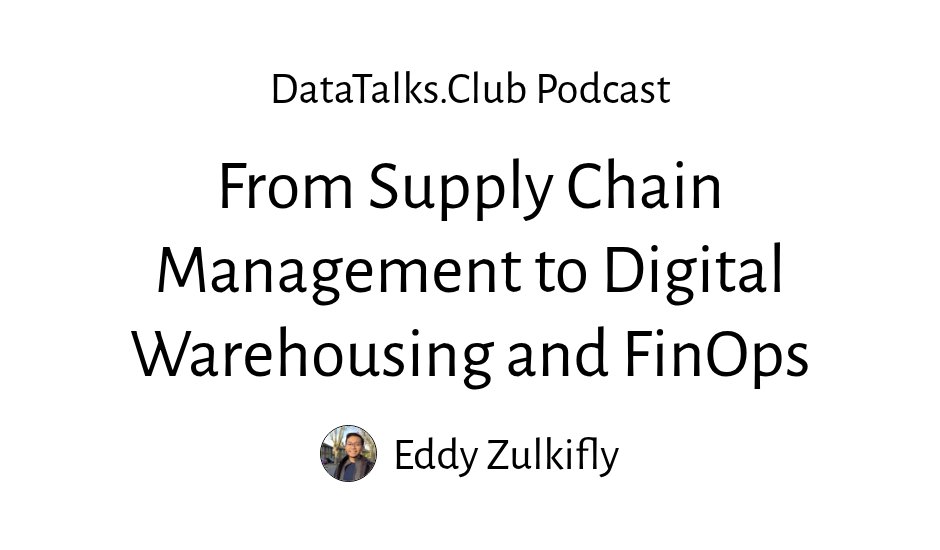 DataTalks.Club Podcast
From Supply Chain
Management to Digital
Warehousing and FinOps
Eddy Zulkifly